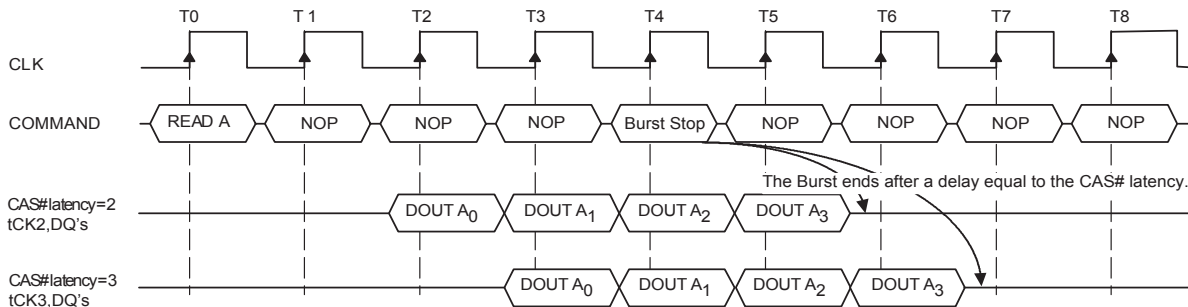 T0 T 1 T2 T3 T4 T5 T6 T7 T8
CLK
COMMAND READ A NOP NOP NOP Burst Stop NOP NOP NOP NOP
The Burst ends after a delay equal to the CAS# latency.
CAS#latency=2
tCK2,DQ's
DOUT A0 DOUT A1 DOUT A2 DOUT A3
CAS#latency=3
tCK3,DQ's
DOUT A0 DOUT A1 DOUT A2 DOUT A3